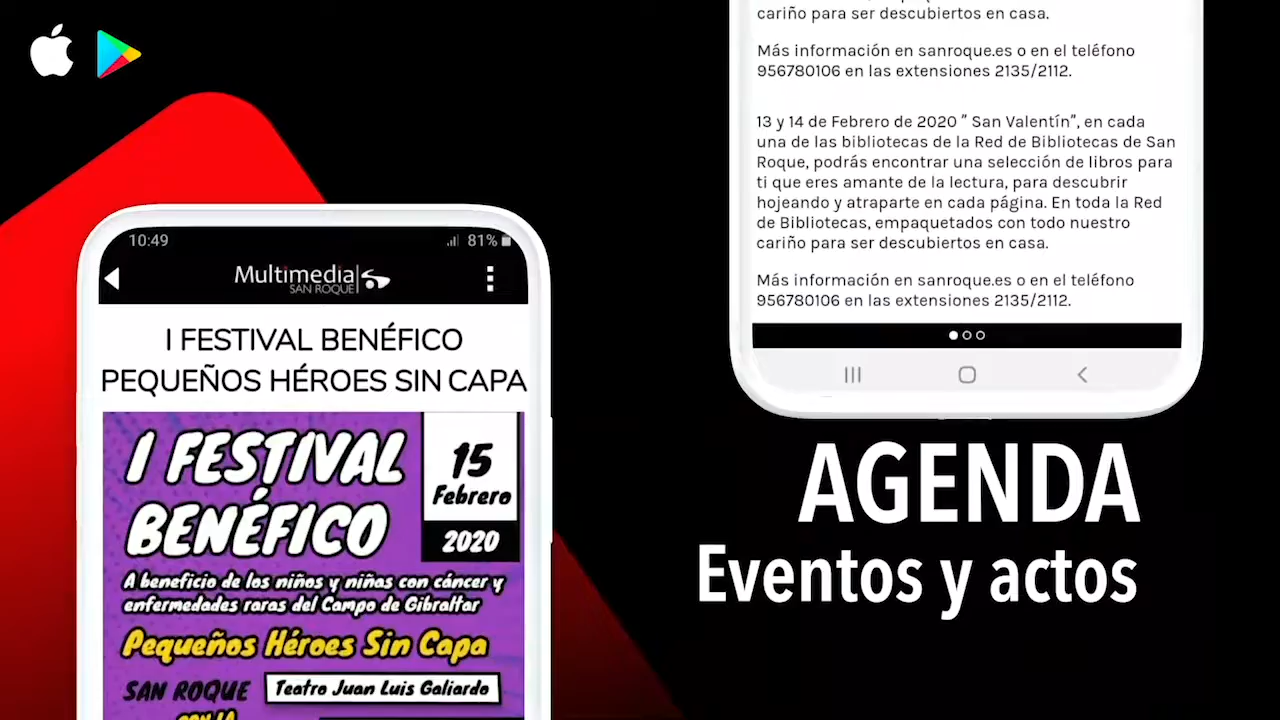 10:49
81%
Multimedia
SAN ROQUE
I FESTIVAL BENÉFICO
PEQUEÑOS HÉROES SIN CAPA
I FESTIVAL
BENÉFICO
15
Febrero
2020
A beneficio de los niños y niñas con cáncer y
enfermedades raras del Campo de Gibraltar
Pequeños Héroes Sin Capa
SAN ROQUE
CON LA
Teatro Juan Luis Galiardo
cariño para ser descubiertos en casa.
Más información en sanroque.es o en el teléfono
956780106 en las extensiones 2135/2112.
13 y 14 de Febrero de 2020 " San Valentín", en cada
una de las bibliotecas de la Red de Bibliotecas de San
Roque, podrás encontrar una selección de libros para
ti que eres amante de la lectura, para descubrir
hojeando y atraparte en cada página. En toda la Red
de Bibliotecas, empaquetados con todo nuestro
cariño para ser descubiertos en casa.
Más información en sanroque.es o en el teléfono
956780106 en las extensiones 2135/2112.
AGENDA
Eventos y actos